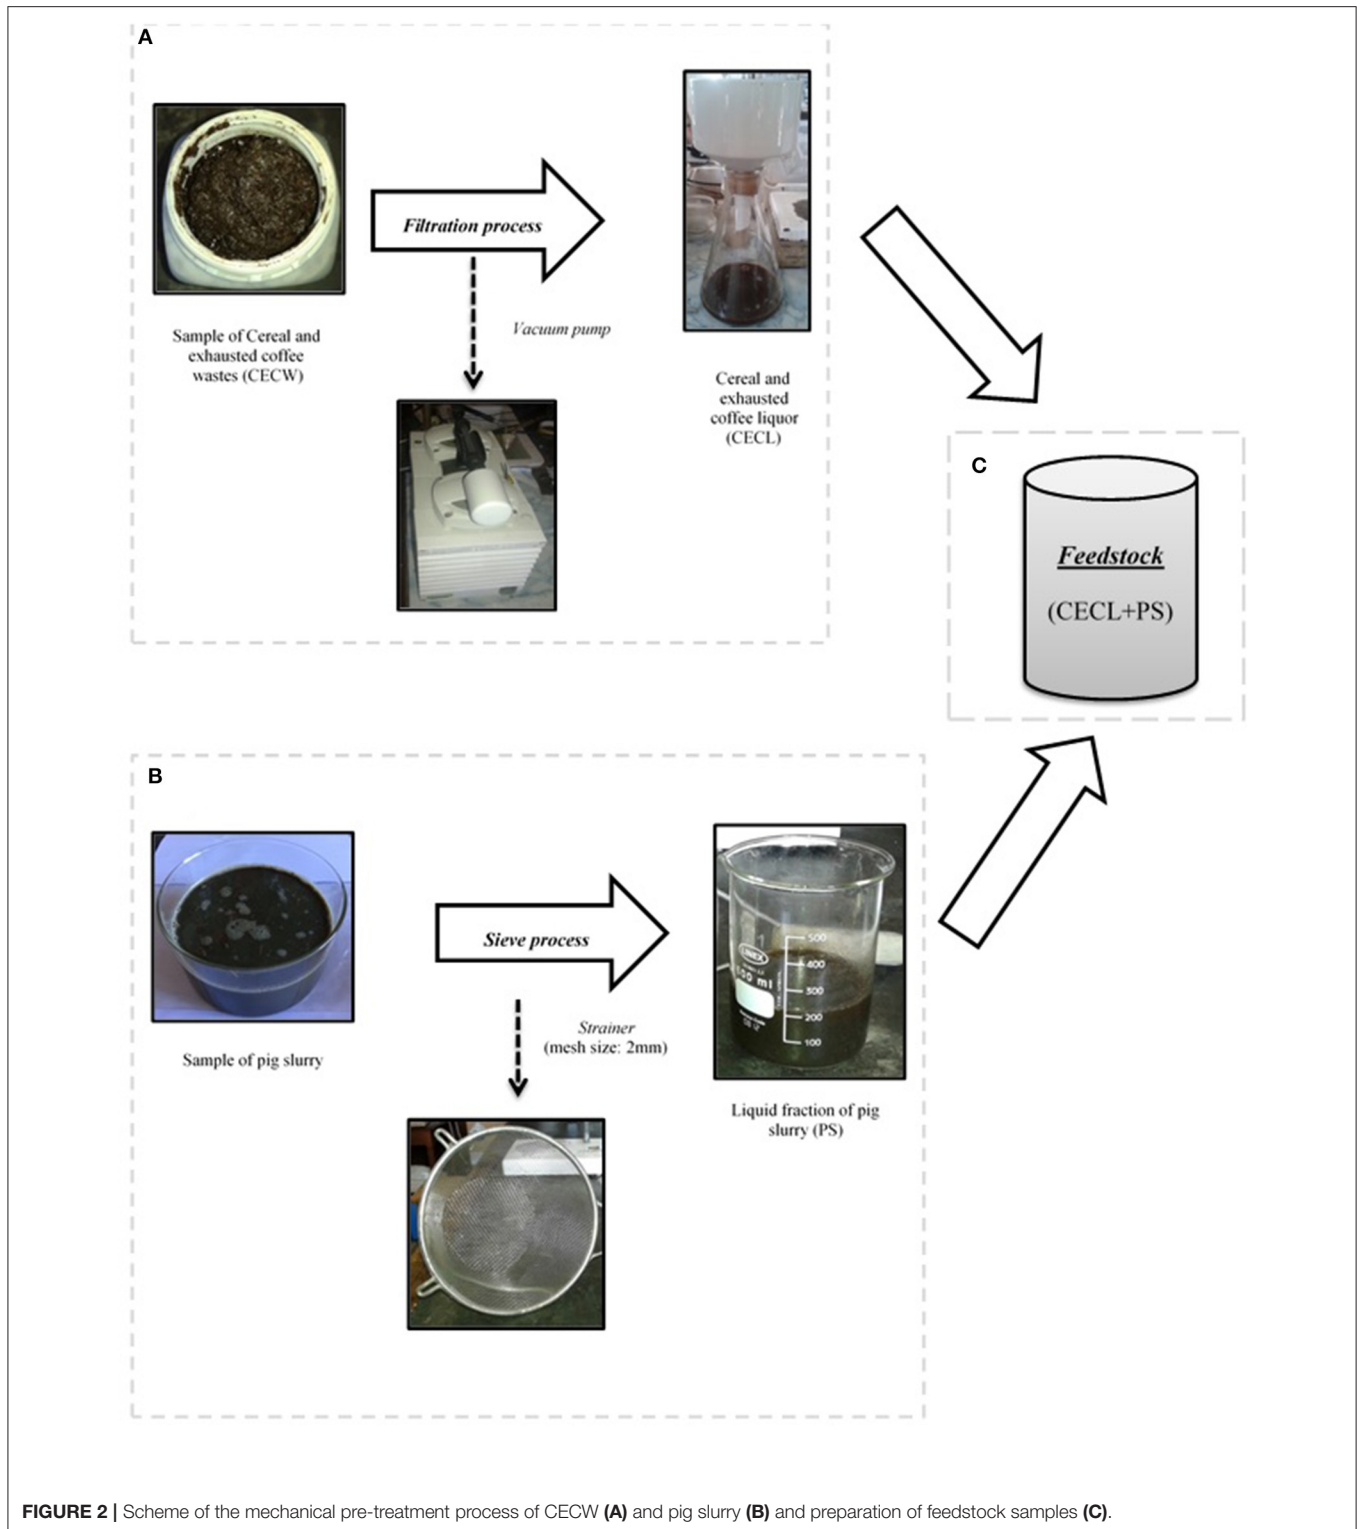 A
Filtration process
Vacuum pump
Sample of Cereal and
exhausted coffee
wastes (CECW)
Cereal and
exhausted
coffee liquor
(CECL)
C
Feedstock
(CECL+PS)
B
Sieve process
Strainer
(mesh size: 2mm)
Sample of pig slurry
500
400
300
200
100
Liquid fraction of pig
slurry (PS)
FIGURE 2 | Scheme of the mechanical pre-treatment process of CECW (A) and pig slurry (B) and preparation of feedstock samples (C).